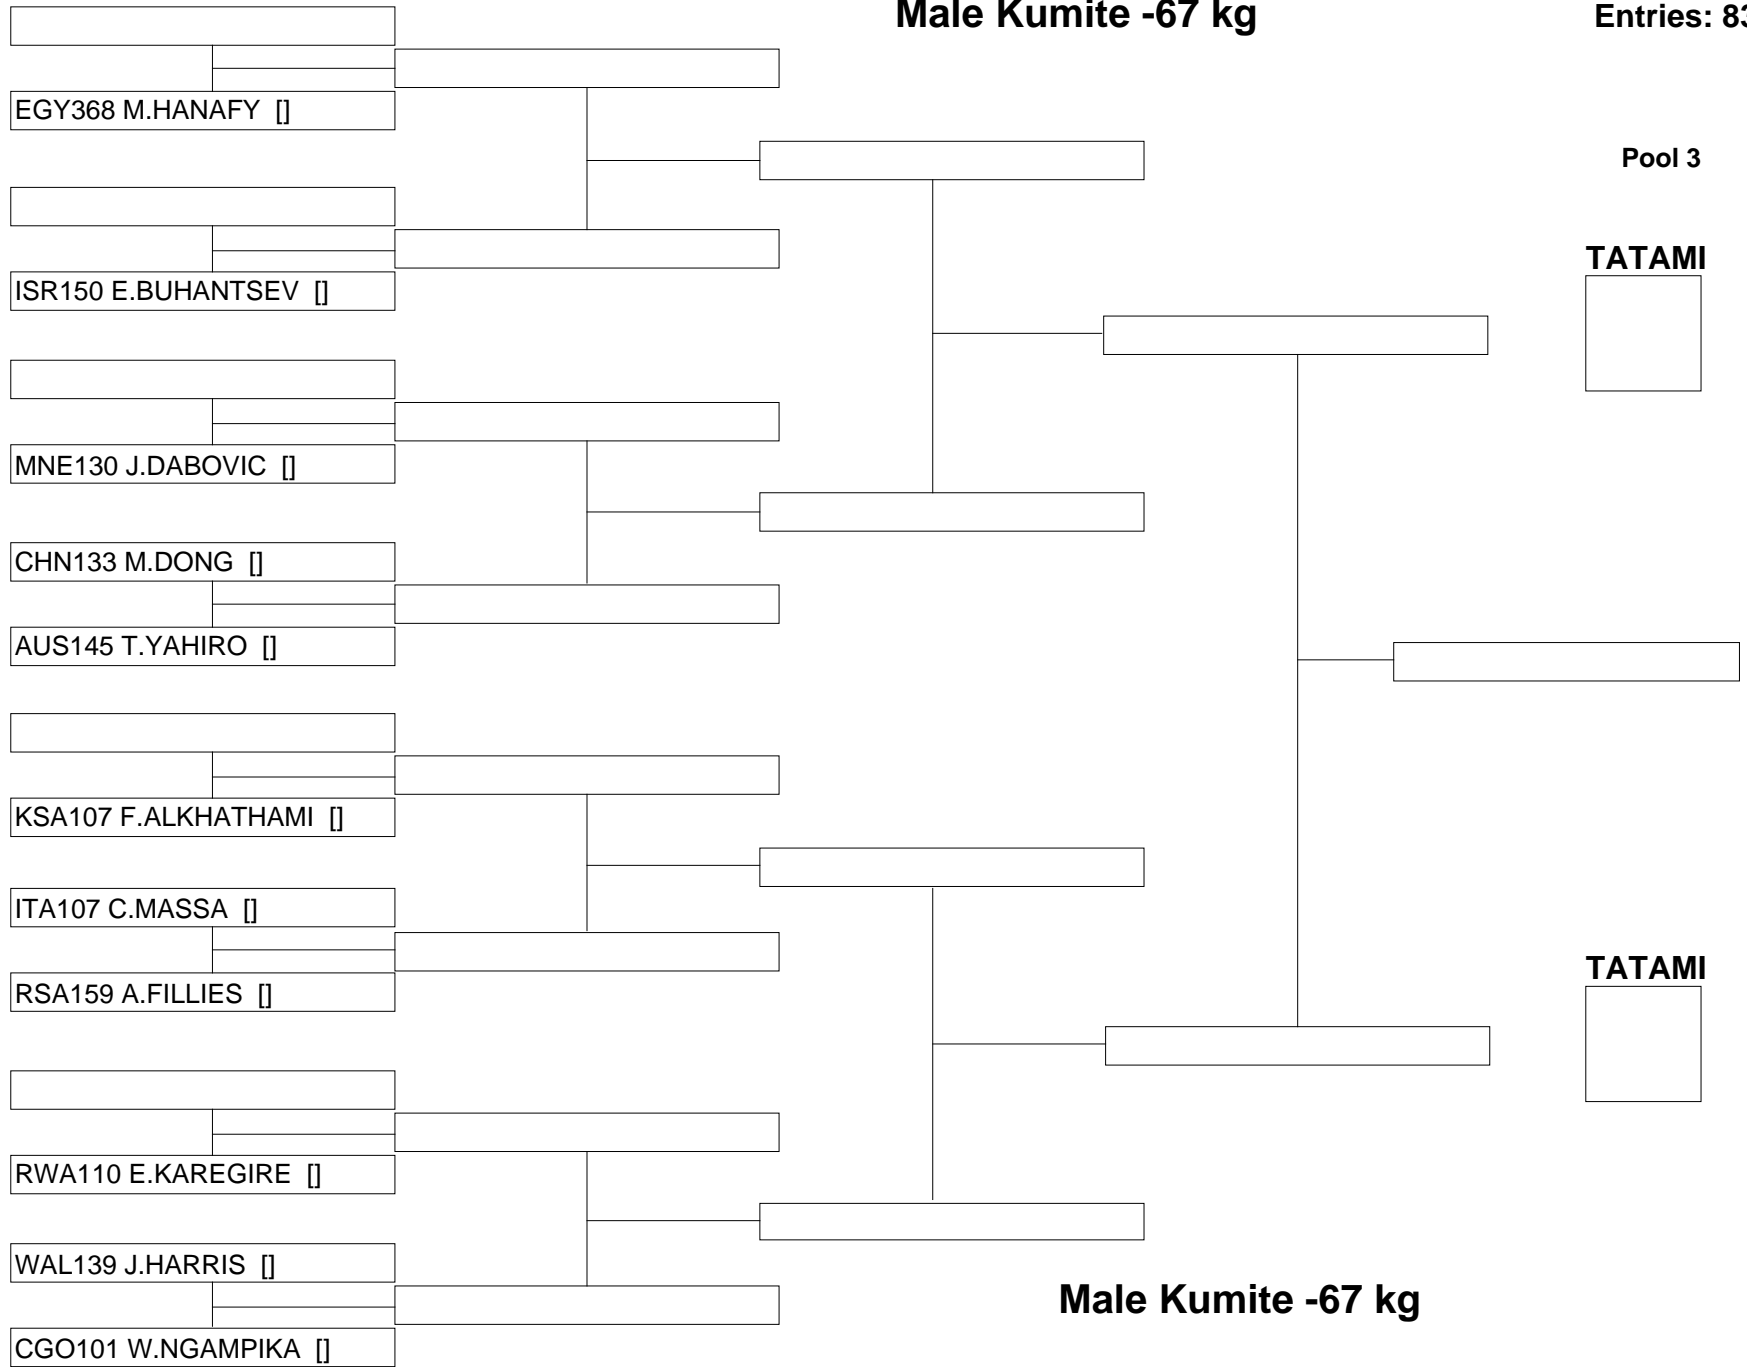 Male Kumite -67 kg
Entries: 83
EGY368 M.HANAFY []
Pool 3
TATAMI
ISR150 E.BUHANTSEV []
MNE130 J.DABOVIC []
CHN133 M.DONG []
AUS145 T.YAHIRO []
KSA107 F.ALKHATHAMI []
ITA107 C.MASSA []
RSA159 A.FILLIES []
TATAMI
RWA110 E.KAREGIRE []
WAL139 J.HARRIS []
Male Kumite -67 kg
CGO101 W.NGAMPIKA []